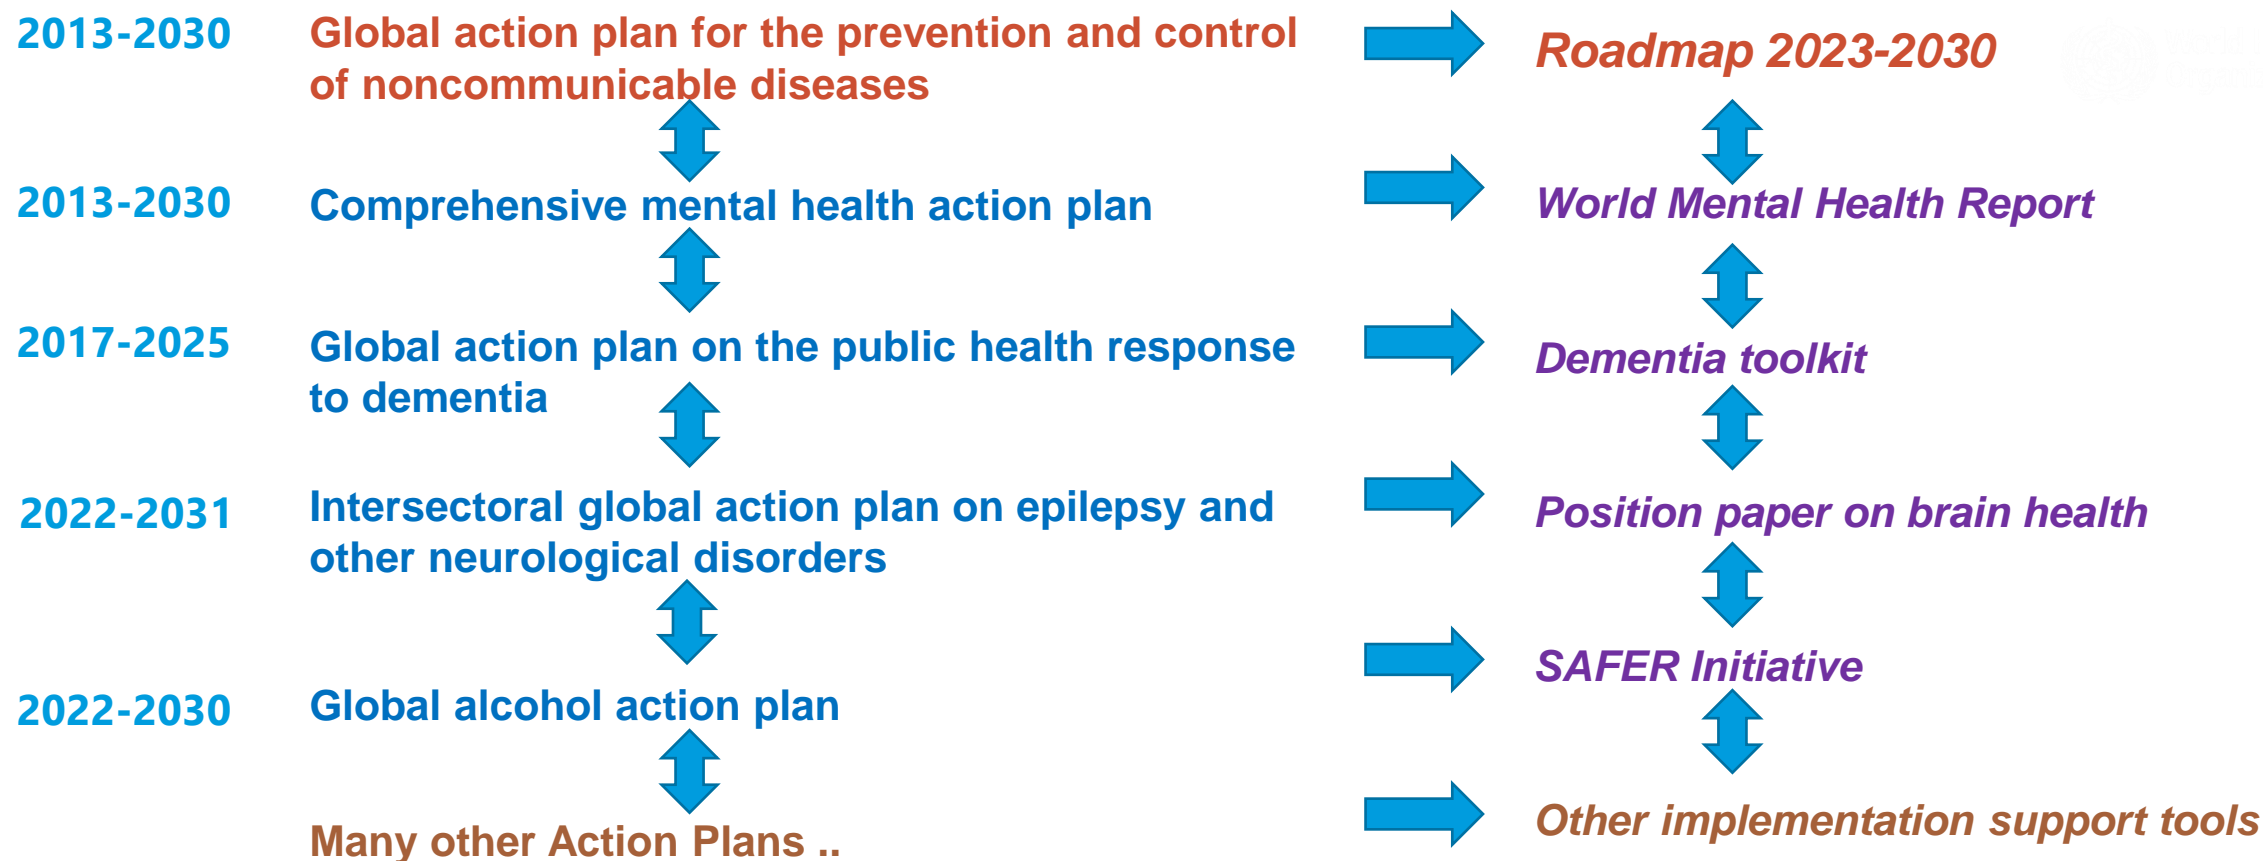 2013-2030
Global action plan for the prevention and control
of noncommunicable diseases
Roadmap 2023-2030
2013-2030
Comprehensive mental health action plan
World Mental Health Report
2017-2025
Global action plan on the public health response
to dementia
Dementia toolkit
2022-2031
Intersectoral global action plan on epilepsy and
other neurological disorders
Position paper on brain health
2022-2030
Global alcohol action plan
SAFER Initiative
Many other Action Plans ..
Other implementation support tools